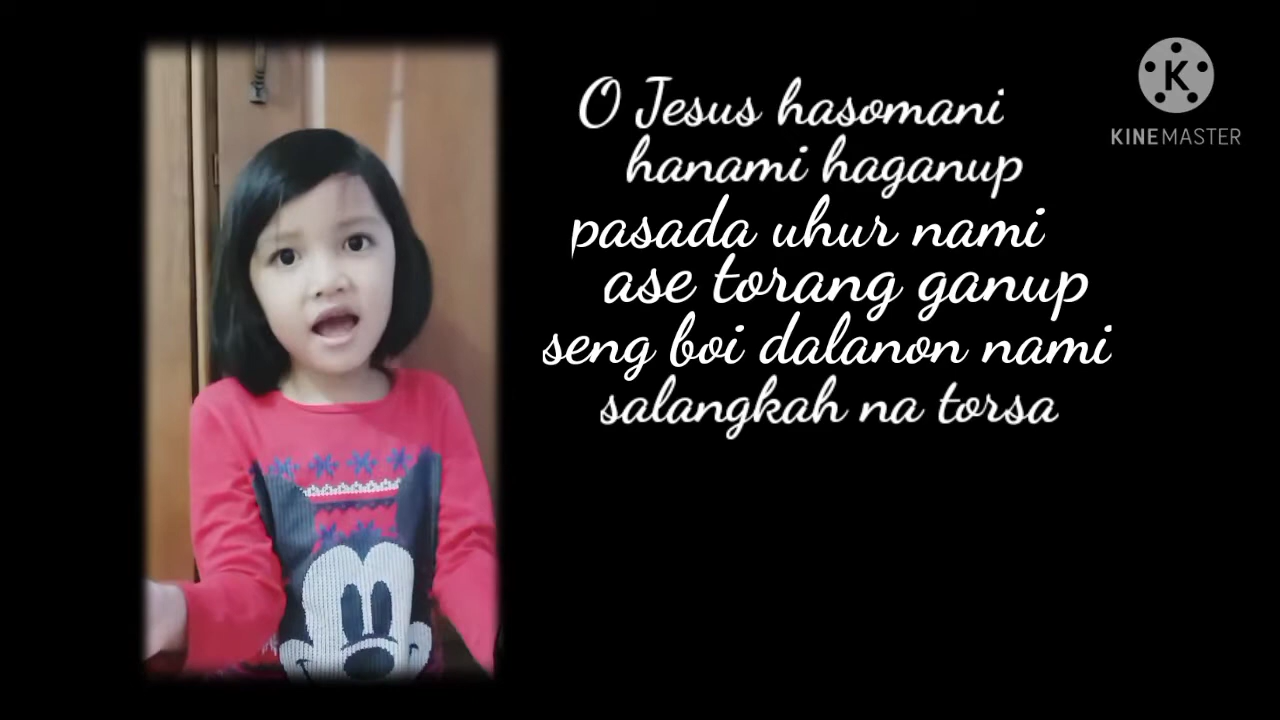 O Jesus hasomani
hanami haganup
pasada uhur nami
ase torang ganup
seng boi dalanon nami
salangkah na torsa
K
KINEMASTER